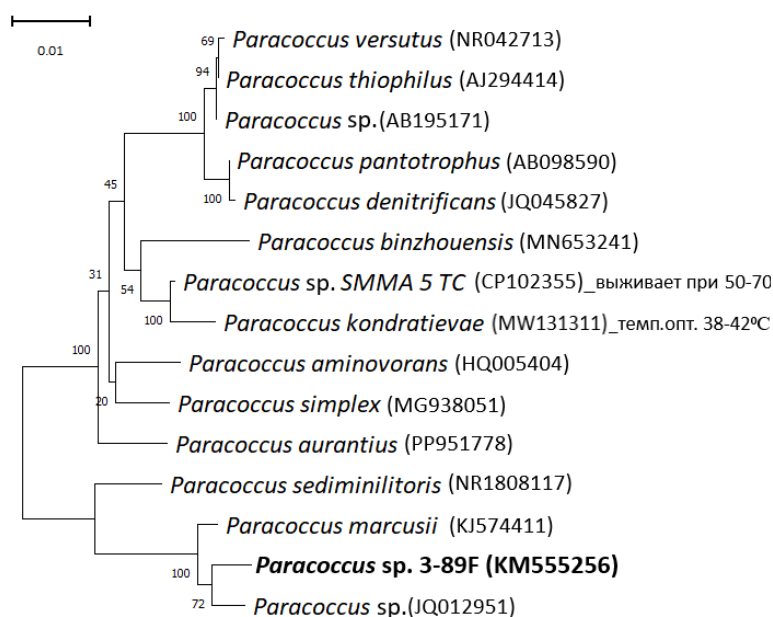 69
Paracoccus versutus (NR042713)
0.01
94
Paracoccus thiophilus (AJ294414)
100
Paracoccus sp.(AB195171)
Paracoccus pantotrophus (AB098590)
45
100
Paracoccus denitrificans (JQ045827)
Paracoccus binzhouensis (MN653241)
31
54
Paracoccus sp. SMMA 5 TC (CP102355)_выживает при 50-70
100
Paracoccus kondratievae (MW131311)_темп.опт. 38-42ºС
100
Paracoccus aminovorans (HQ005404)
20
Paracoccus simplex (MG938051)
Paracoccus aurantius (PP951778)
Paracoccus sediminilitoris (NR1808117)
Paracoccus marcusii (KJ574411)
100
Paracoccus sp. 3-89F (KM555256)
72
Paracoccus sp.(JQ012951)